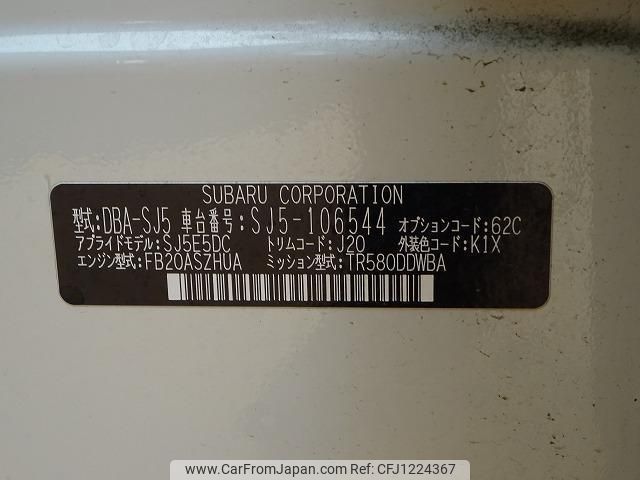 SUBARU CORPORATION
型式:DBA-SJ5 車台番号:SJ5-106544 オプションコード:62C
アプライドモデル:SJ5E5DC トリムコード:J20 外装色コード:K1X
エンジン型式:FB20ASZHUA ミッション型式:TR580DDWBA
www.CarFromJapan.com - Photo ID: CFJ1224367